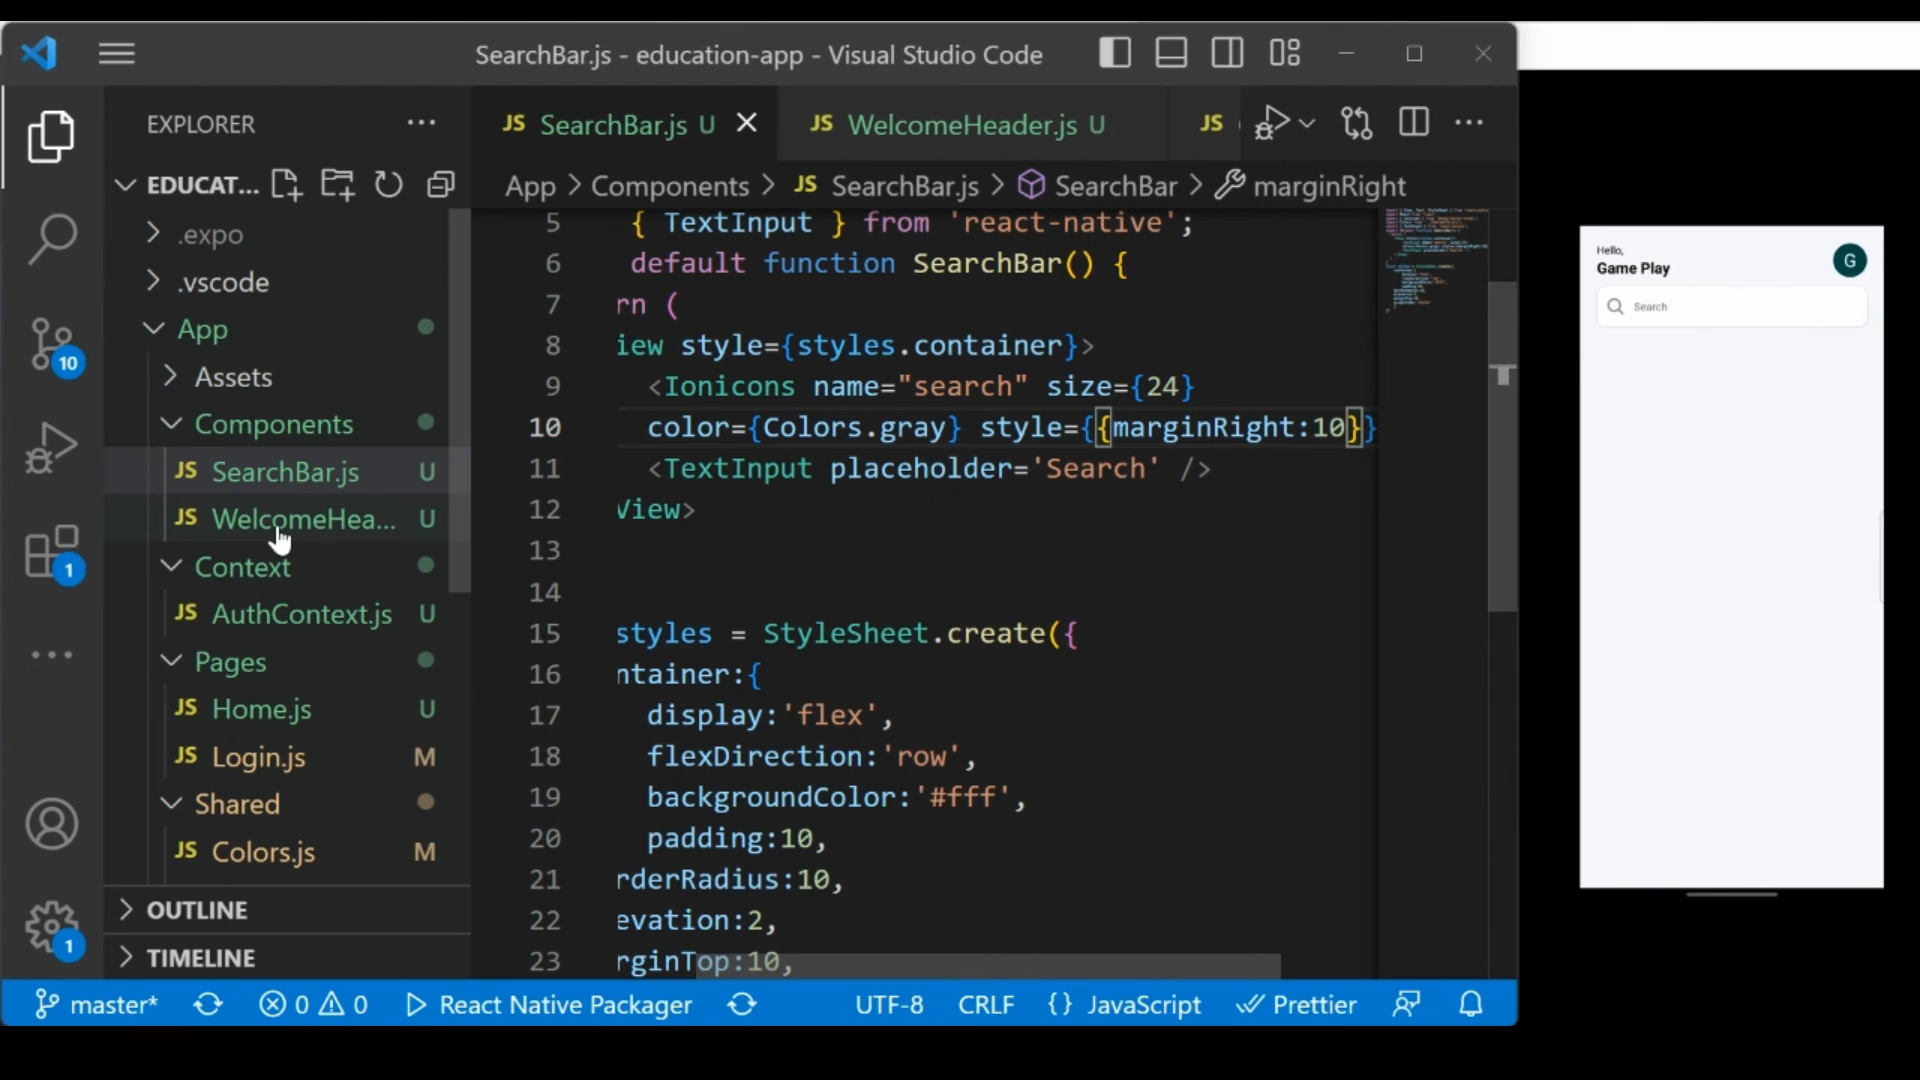 SearchBar.js - education-app - Visual Studio Code
EXPLORER
JS SearchBar.js U
JS WelcomeHeader.js U
JS
EDUCAT...
App > Components > JS SearchBar.js > SearchBar > marginRight
.expo
.vscode
App
Assets
Components
JS SearchBar.js U
JS WelcomeHea... U
Context
JS AuthContext.js U
Pages
JS Home.js U
JS Login.js M
Shared
JS Colors.js M
OUTLINE
TIMELINE
10
1
1
5 { TextInput } from 'react-native';
6 default function SearchBar() {
7 rn (
8 iew style={styles.container}>
9 <Ionicons name="search" size={24}
10 color={Colors.gray} style={{marginRight:10}}
11 <TextInput placeholder='Search' />
12 View>
13
14
15 styles = StyleSheet.create({
16 ntainer:{
17 display:'flex',
18 flexDirection:'row',
19 backgroundColor:'#fff',
20 padding:10,
21 rderRadius:10,
22 evation:2,
23 rginTop:10,
master* 0 0 React Native Packager UTF-8 CRLF {} JavaScript Prettier
Hello,
Game Play
G
Search